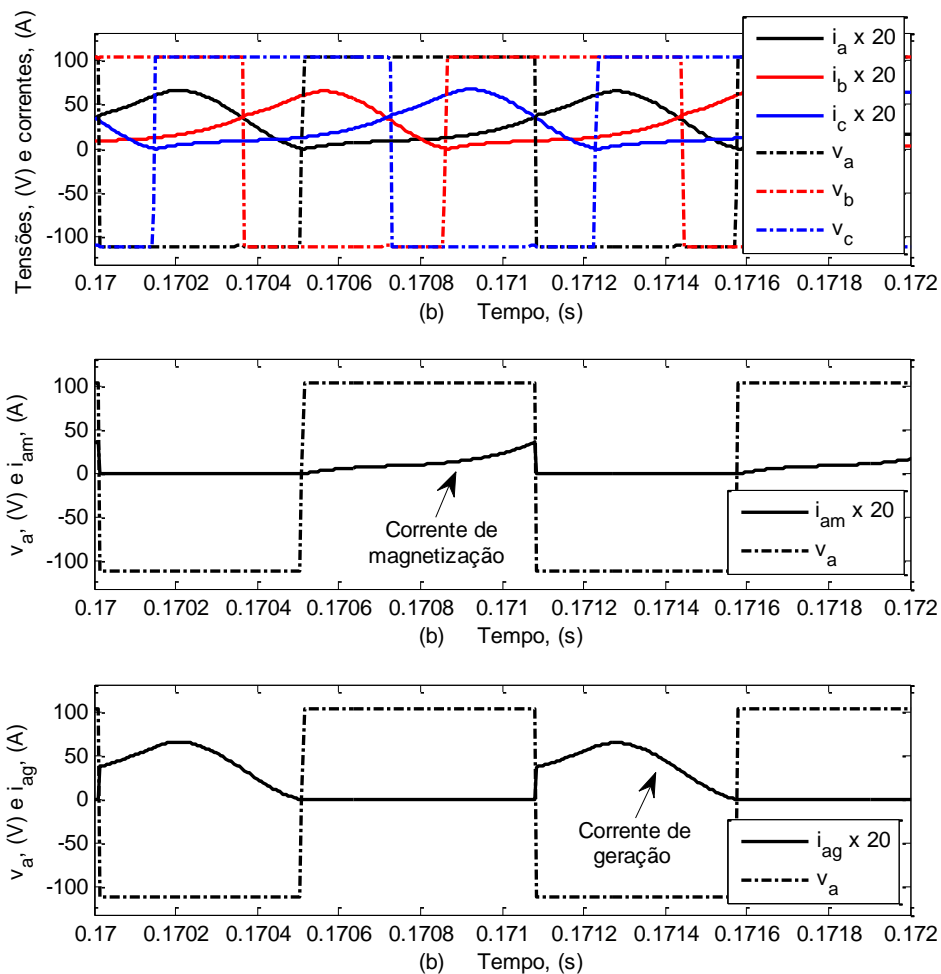 Tensões, (V) e correntes, (A)
100
50
0
-50
-100
i_a x 20
i_b x 20
i_c x 20
v_a
v_b
v_c
0.17 0.1702 0.1704 0.1706 0.1708 0.171 0.1712 0.1714 0.1716 0.1718 0.172
(b) Tempo, (s)
v_a, (V) e i_am, (A)
100
50
0
-50
-100
Corrente de
magnetização
i_am x 20
v_a
0.17 0.1702 0.1704 0.1706 0.1708 0.171 0.1712 0.1714 0.1716 0.1718 0.172
(b) Tempo, (s)
v_a, (V) e i_ag, (A)
100
50
0
-50
-100
Corrente de
geração
i_ag x 20
v_a
0.17 0.1702 0.1704 0.1706 0.1708 0.171 0.1712 0.1714 0.1716 0.1718 0.172
(b) Tempo, (s)